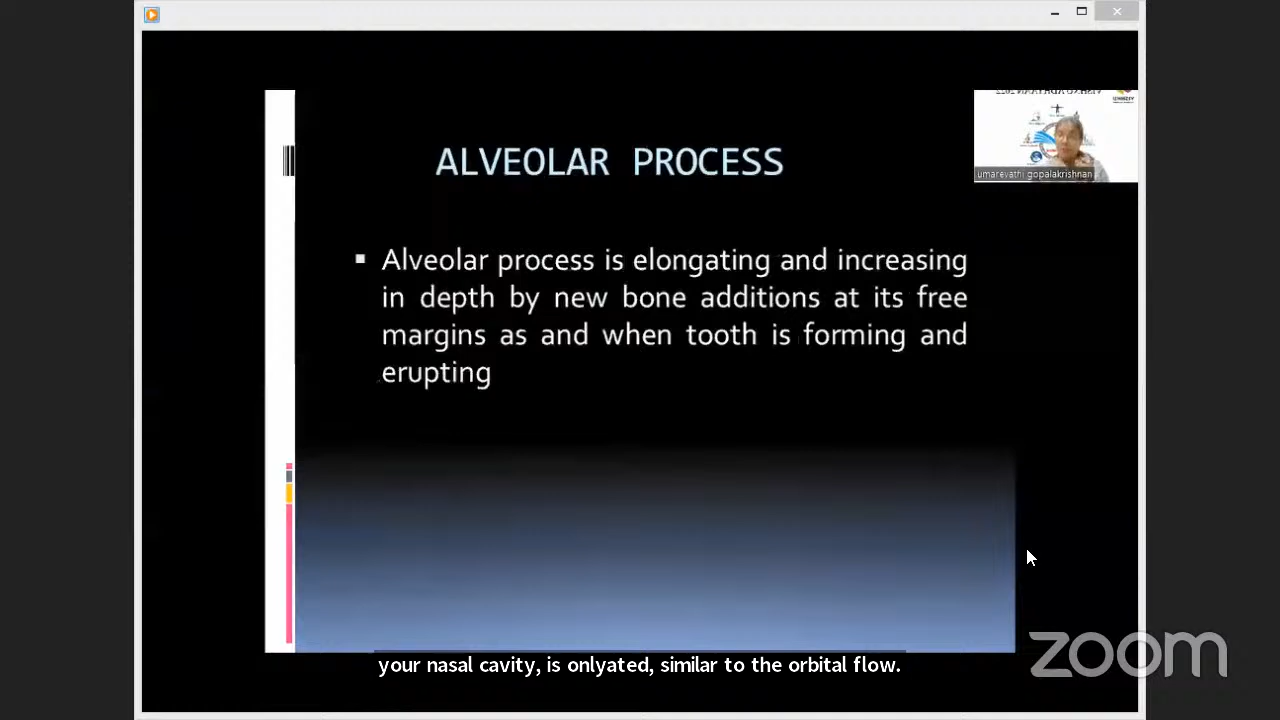 ALVEOLAR PROCESS
umarevathi gopalakrishnan
▪ Alveolar process is elongating and increasing
in depth by new bone additions at its free
margins as and when tooth is forming and
erupting
your nasal cavity, is onlyated, similar to the orbital flow.
zoom